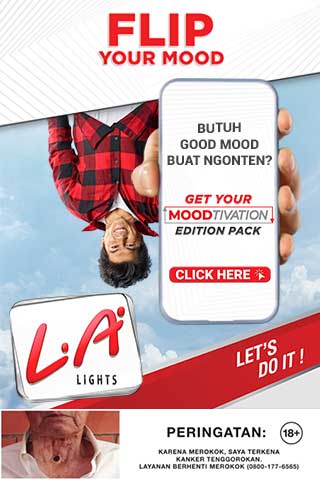 FLIP
YOUR MOOD
BUTUH
GOOD MOOD
BUAT NGONTEN?
GET YOUR
MOODTIVATION
EDITION PACK
CLICK HERE
L.A.
LIGHTS
LET'S
DO IT !
PERINGATAN:
18+
KARENA MEROKOK, SAYA TERKENA
KANKER TENGGOROKAN.
LAYANAN BERHENTI MEROKOK (0800-177-6565)